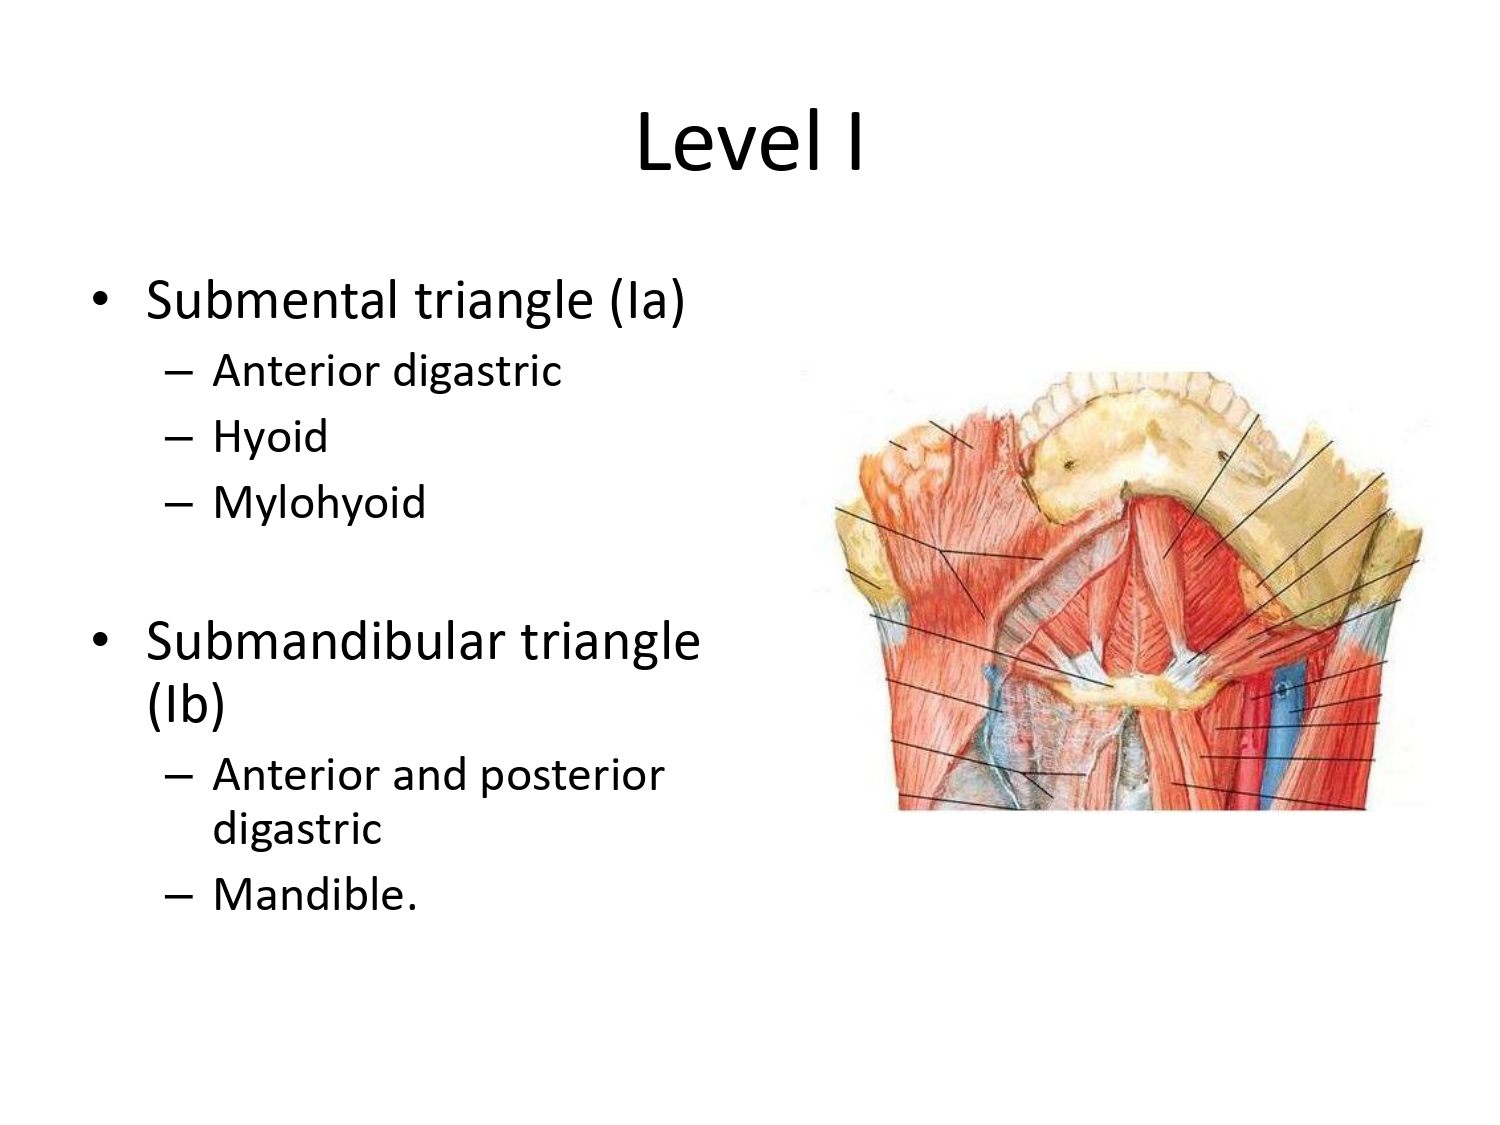 Level I
• Submental triangle (Ia)
– Anterior digastric
– Hyoid
– Mylohyoid
• Submandibular triangle
(Ib)
– Anterior and posterior
digastric
– Mandible.